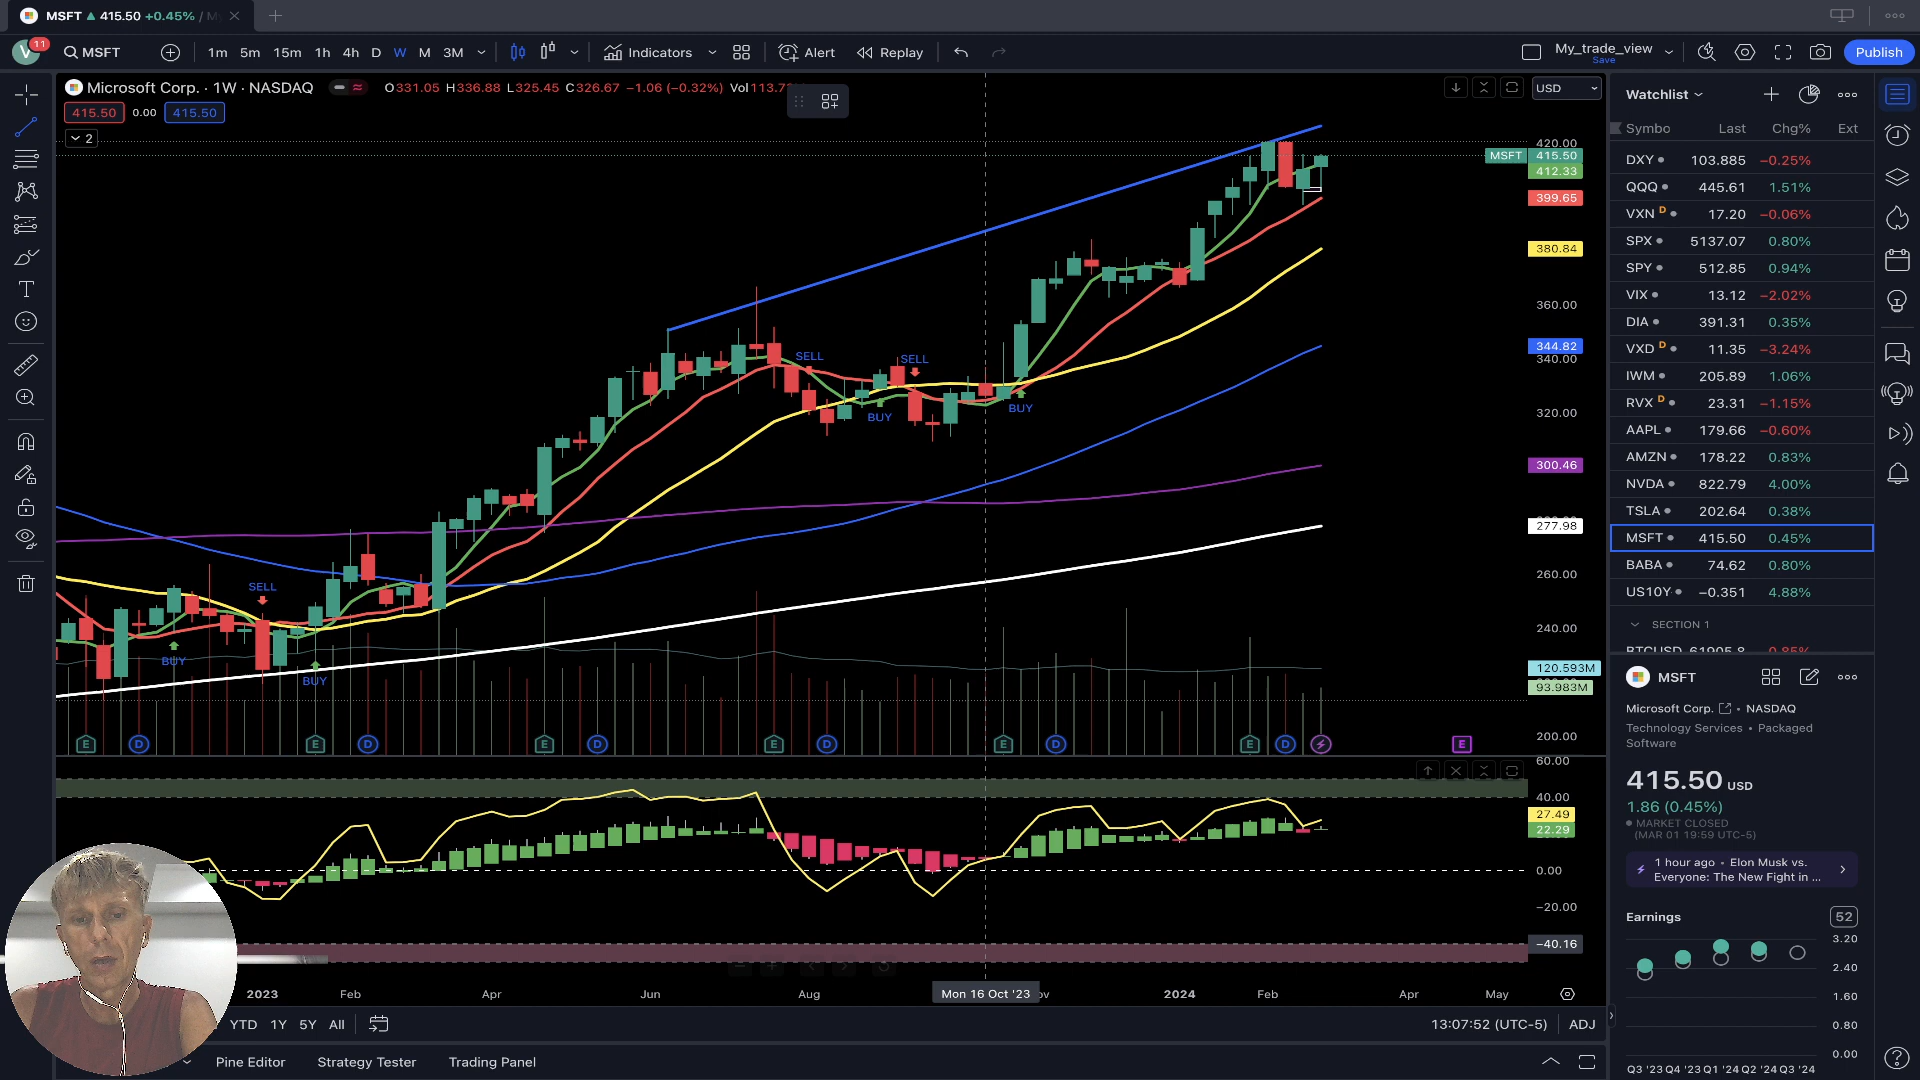 MSFT ▲ 415.50 +0.45% / M
11
MSFT
1m 5m 15m 1h 4h D W M 3M
Indicators
Alert
Replay
My_trade_view
Save
Publish
Microsoft Corp. · 1W · NASDAQ
O331.05 H336.88 L325.45 C326.67 −1.06 (−0.32%) Vol113.7
USD
415.50 0.00 415.50
2
420.00
MSFT 415.50
412.33
399.65
380.84
360.00
344.82
340.00
320.00
300.46
277.98
260.00
240.00
120.593M
93.983M
200.00
SELL
SELL
BUY
BUY
SELL
BUY
BUY
E D E D E D E D E D E D E
60.00
40.00
27.49
22.29
0.00
−20.00
−40.16
2023 Feb Apr Jun Aug Mon 16 Oct '23 ov 2024 Feb Apr May
YTD 1Y 5Y All
13:07:52 (UTC-5) ADJ
Pine Editor Strategy Tester Trading Panel
Watchlist
Symbo Last Chg% Ext
DXY 103.885 −0.25%
QQQ 445.61 1.51%
VXN D 17.20 −0.06%
SPX 5137.07 0.80%
SPY 512.85 0.94%
VIX 13.12 −2.02%
DIA 391.31 0.35%
VXD D 11.35 −3.24%
IWM 205.89 1.06%
RVX D 23.31 −1.15%
AAPL 179.66 −0.60%
AMZN 178.22 0.83%
NVDA 822.79 4.00%
TSLA 202.64 0.38%
MSFT 415.50 0.45%
BABA 74.62 0.80%
US10Y- −0.351 4.88%
SECTION 1
BTCUSD 61905.8 −0.85%
MSFT
Microsoft Corp. • NASDAQ
Technology Services • Packaged
Software
415.50 USD
1.86 (0.45%)
MARKET CLOSED
(MAR 01 19:59 UTC-5)
1 hour ago • Elon Musk vs.
Everyone: The New Fight in ...
Earnings 52
3.20
2.40
1.60
0.80
0.00
Q3 '23 Q4 '23 Q1 '24 Q2 '24 Q3 '24